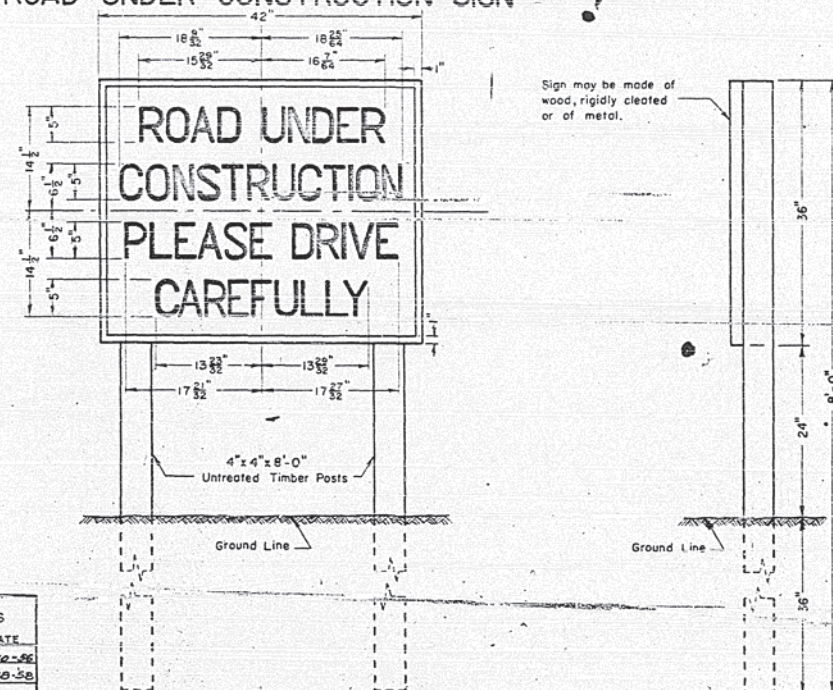 ROAD UNDER CONSTRUCTION SIGN
42"
18 9/32" 18 25/64"
15 29/32" 16 7/64"
1"
Sign may be made of
wood, rigidly cleated
or of metal.
ROAD UNDER
CONSTRUCTION
PLEASE DRIVE
CAREFULLY
14 1/2"
5"
6 1/2"
5"
14 1/2"
6 1/2"
5"
5"
36"
13 23/32" 13 29/32"
17 21/32" 17 27/32"
24"
8'-0"
4"x 4"x 8'-0"
Untreated Timber Posts
Ground Line
Ground Line
36"